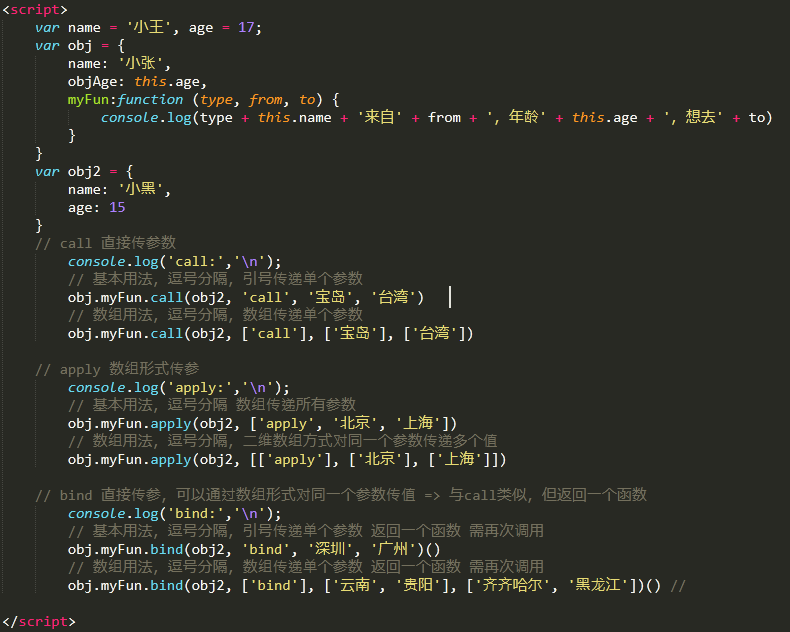 <script>
var name = '小王', age = 17;
var obj = {
name: '小张',
objAge: this.age,
myFun:function (type, from, to) {
console.log(type + this.name + '来自' + from + ', 年龄' + this.age + ', 想去' + to)
}
}
var obj2 = {
name: '小黑',
age: 15
}
// call 直接传参数
console.log('call:','\n');
// 基本用法, 逗号分隔, 引号传递单个参数
obj.myFun.call(obj2, 'call', '宝岛', '台湾')
// 数组用法, 逗号分隔, 数组传递单个参数
obj.myFun.call(obj2, ['call'], ['宝岛'], ['台湾'])
// apply 数组形式传参
console.log('apply:','\n');
// 基本用法, 逗号分隔 数组传递所有参数
obj.myFun.apply(obj2, ['apply', '北京', '上海'])
// 数组用法, 逗号分隔, 二维数组方式对同一个参数传递多个值
obj.myFun.apply(obj2, [['apply'], ['北京'], ['上海']])
// bind 直接传参, 可以通过数组形式对同一个参数传值 => 与call类似, 但返回一个函数
console.log('bind:','\n');
// 基本用法, 逗号分隔, 引号传递单个参数 返回一个函数 需再次调用
obj.myFun.bind(obj2, 'bind', '深圳', '广州')()
// 数组用法, 逗号分隔, 数组传递单个参数 返回一个函数 需再次调用
obj.myFun.bind(obj2, ['bind'], ['云南', '贵阳'], ['齐齐哈尔', '黑龙江'])() //
</script>